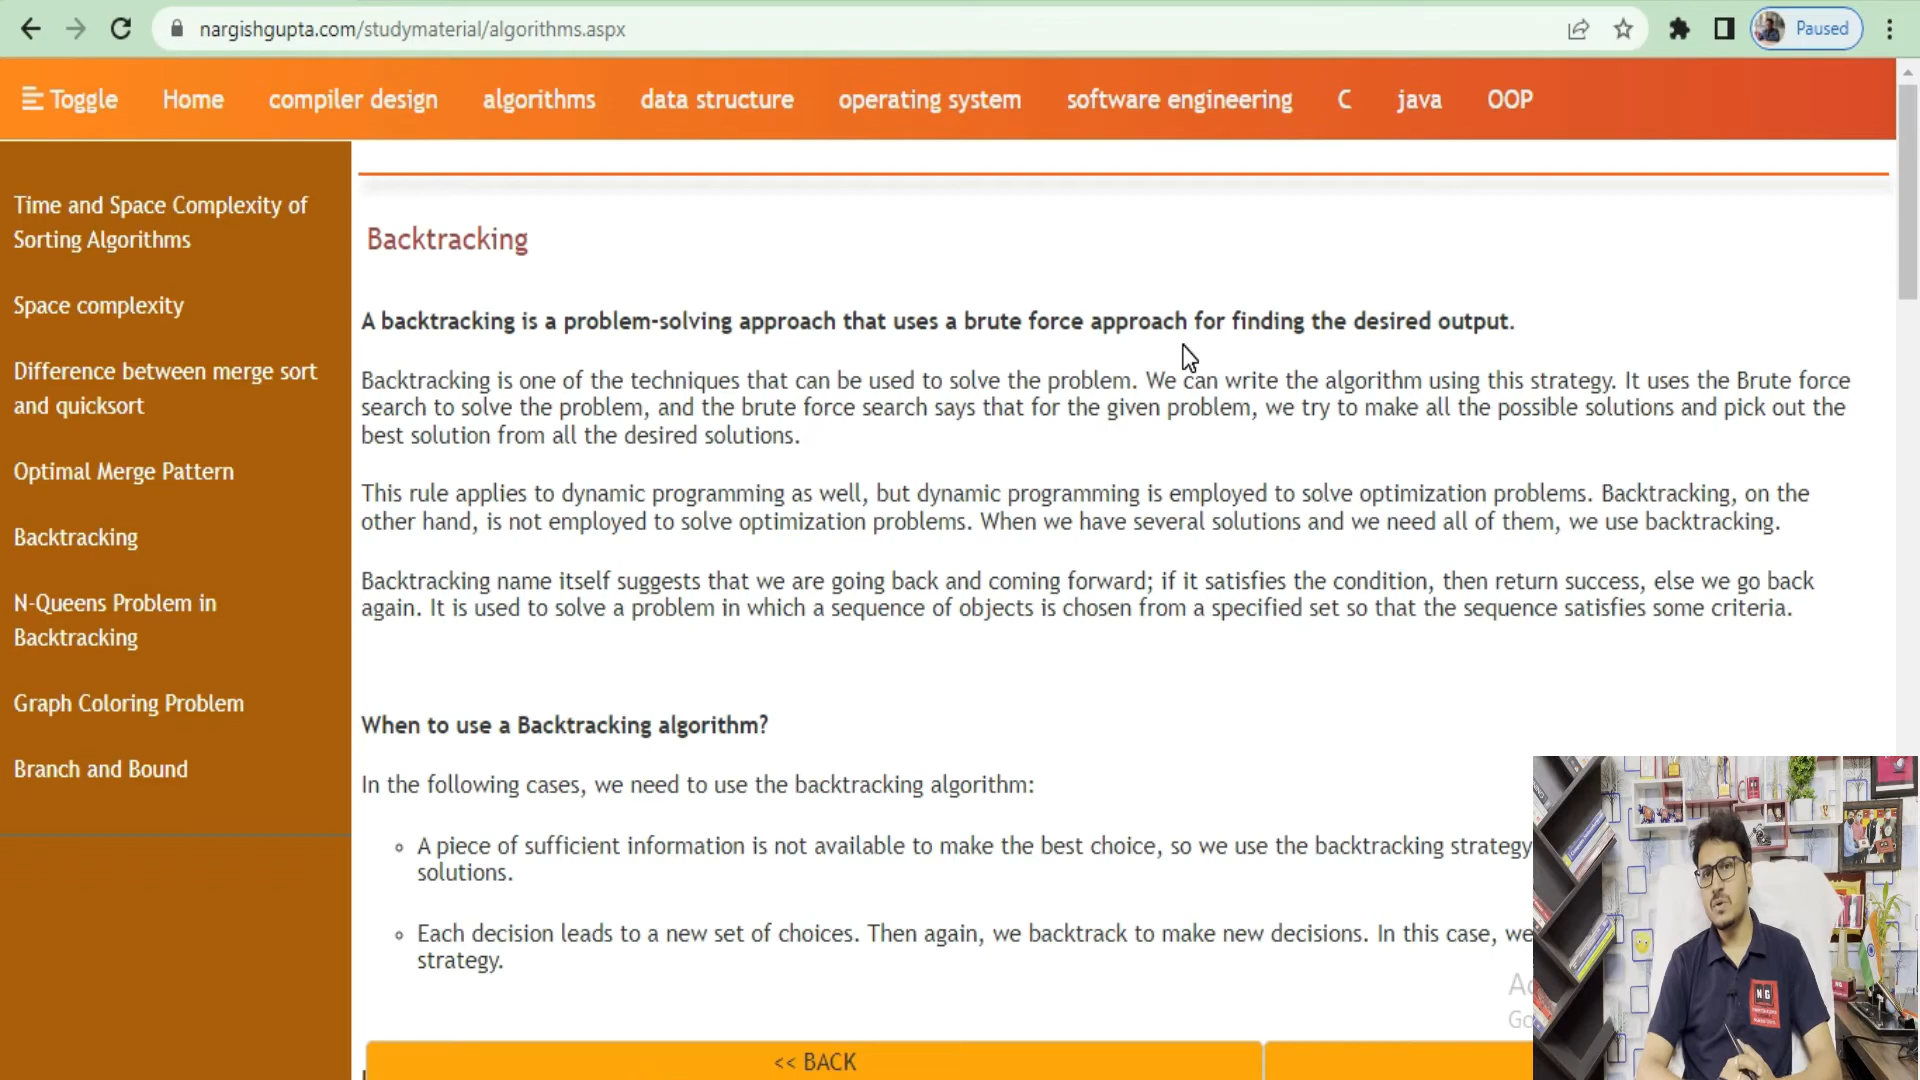 nargishgupta.com/studymaterial/algorithms.aspx
Paused
Toggle Home compiler design algorithms data structure operating system software engineering C java OOP
Time and Space Complexity of
Sorting Algorithms
Space complexity
Difference between merge sort
and quicksort
Optimal Merge Pattern
Backtracking
N-Queens Problem in
Backtracking
Graph Coloring Problem
Branch and Bound
Backtracking
A backtracking is a problem-solving approach that uses a brute force approach for finding the desired output.
Backtracking is one of the techniques that can be used to solve the problem. We can write the algorithm using this strategy. It uses the Brute force
search to solve the problem, and the brute force search says that for the given problem, we try to make all the possible solutions and pick out the
best solution from all the desired solutions.
This rule applies to dynamic programming as well, but dynamic programming is employed to solve optimization problems. Backtracking, on the
other hand, is not employed to solve optimization problems. When we have several solutions and we need all of them, we use backtracking.
Backtracking name itself suggests that we are going back and coming forward; if it satisfies the condition, then return success, else we go back
again. It is used to solve a problem in which a sequence of objects is chosen from a specified set so that the sequence satisfies some criteria.
When to use a Backtracking algorithm?
In the following cases, we need to use the backtracking algorithm:
A piece of sufficient information is not available to make the best choice, so we use the backtracking strategy
solutions.
Each decision leads to a new set of choices. Then again, we backtrack to make new decisions. In this case, we
strategy.
<< BACK
NG